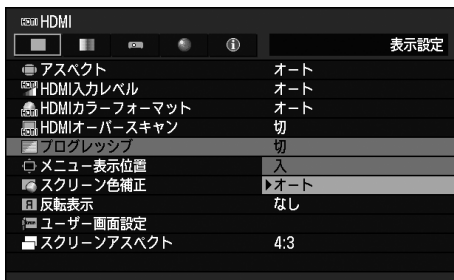 HDMI HDMI
HDMI 表示設定
アスペクト オート
HDMI入力レベル オート
HDMIカラーフォーマット オート
HDMIオーバースキャン 切
プログレッシブ 切
メニュー表示位置 入
スクリーン色補正 ▶オート
反転表示 なし
ユーザー画面設定
スクリーンアスペクト 4:3